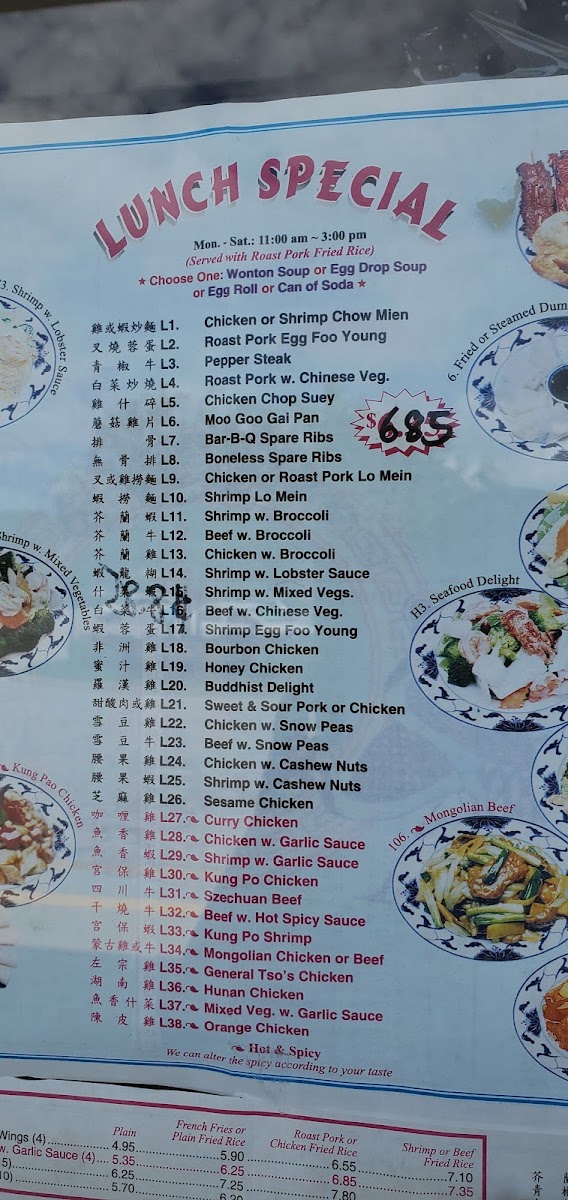 LUNCH SPECIAL
Mon. - Sat.: 11:00 am ~ 3:00 pm
(Served with Roast Pork Fried Rice)
★ Choose One: Wonton Soup or Egg Drop Soup
or Egg Roll or Can of Soda ★
雞或蝦炒麵 L1. Chicken or Shrimp Chow Mien
叉燒蓉蛋 L2. Roast Pork Egg Foo Young
青椒牛 L3. Pepper Steak
白菜炒燒 L4. Roast Pork w. Chinese Veg.
雞什碎 L5. Chicken Chop Suey
蘑菇雞片 L6. Moo Goo Gai Pan
$6.85
排骨 L7. Bar-B-Q Spare Ribs
無骨排 L8. Boneless Spare Ribs
叉或雞撈麵 L9. Chicken or Roast Pork Lo Mein
蝦撈麵 L10. Shrimp Lo Mein
芥蘭蝦 L11. Shrimp w. Broccoli
芥蘭牛 L12. Beef w. Broccoli
芥蘭雞 L13. Chicken w. Broccoli
蝦龍糊 L14. Shrimp w. Lobster Sauce
什菜蝦 L15. Shrimp w. Mixed Vegs.
白菜牛 L16. Beef w. Chinese Veg.
蝦蓉蛋 L17. Shrimp Egg Foo Young
非洲雞 L18. Bourbon Chicken
蜜汁雞 L19. Honey Chicken
羅漢雞 L20. Buddhist Delight
甜酸肉或雞 L21. Sweet & Sour Pork or Chicken
雪豆雞 L22. Chicken w. Snow Peas
雪豆牛 L23. Beef w. Snow Peas
腰果雞 L24. Chicken w. Cashew Nuts
腰果蝦 L25. Shrimp w. Cashew Nuts
芝麻雞 L26. Sesame Chicken
咖喱雞 L27. Curry Chicken
魚香雞 L28. Chicken w. Garlic Sauce
魚香蝦 L29. Shrimp w. Garlic Sauce
宮保雞 L30. Kung Po Chicken
四川牛 L31. Szechuan Beef
干燒牛 L32. Beef w. Hot Spicy Sauce
宮保蝦 L33. Kung Po Shrimp
蒙古雞或牛 L34. Mongolian Chicken or Beef
左宗雞 L35. General Tso's Chicken
湖南雞 L36. Hunan Chicken
魚香什菜 L37. Mixed Veg. w. Garlic Sauce
陳皮雞 L38. Orange Chicken
Hot & Spicy
We can alter the spicy according to your taste
3. Shrimp w. Lobster Sauce
Shrimp w. Mixed Vegetables
Kung Pao Chicken
6. Fried or Steamed Dum
H3. Seafood Delight
106. Mongolian Beef
Plain French Fries or Plain Fried Rice Roast Pork or Chicken Fried Rice Shrimp or Beef Fried Rice
Wings (4) 4.95 5.90 6.55 7.10
w. Garlic Sauce (4) 5.35 6.25 6.85 7.35
5) 6.25 7.25 7.80
10) 5.70 6.20
芥蘭